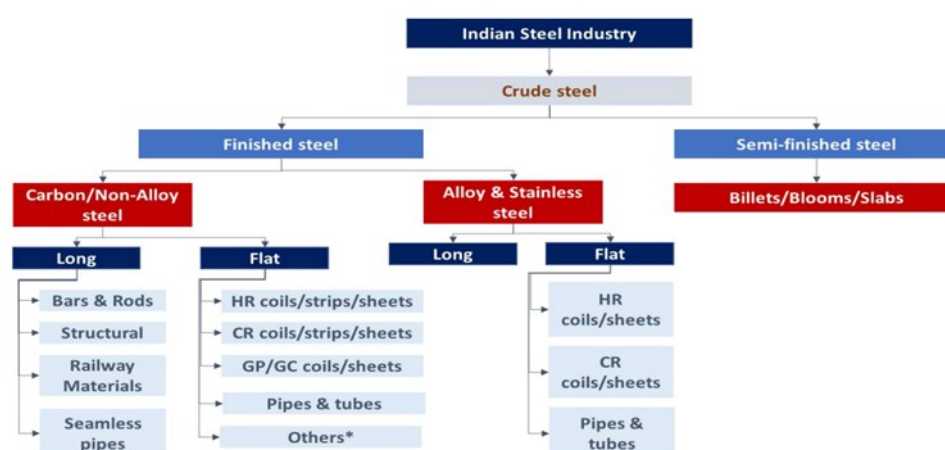 Indian Steel Industry
Crude steel
Finished steel
Semi-finished steel
Carbon/Non-Alloy
steel
Alloy & Stainless
steel
Billets/Blooms/Slabs
Long
Flat
Long
Flat
Bars & Rods
Structural
Railway
Materials
Seamless
pipes
HR coils/strips/sheets
CR coils/strips/sheets
GP/GC coils/sheets
Pipes & tubes
Others*
HR
coils/sheets
CR
coils/sheets
Pipes &
tubes